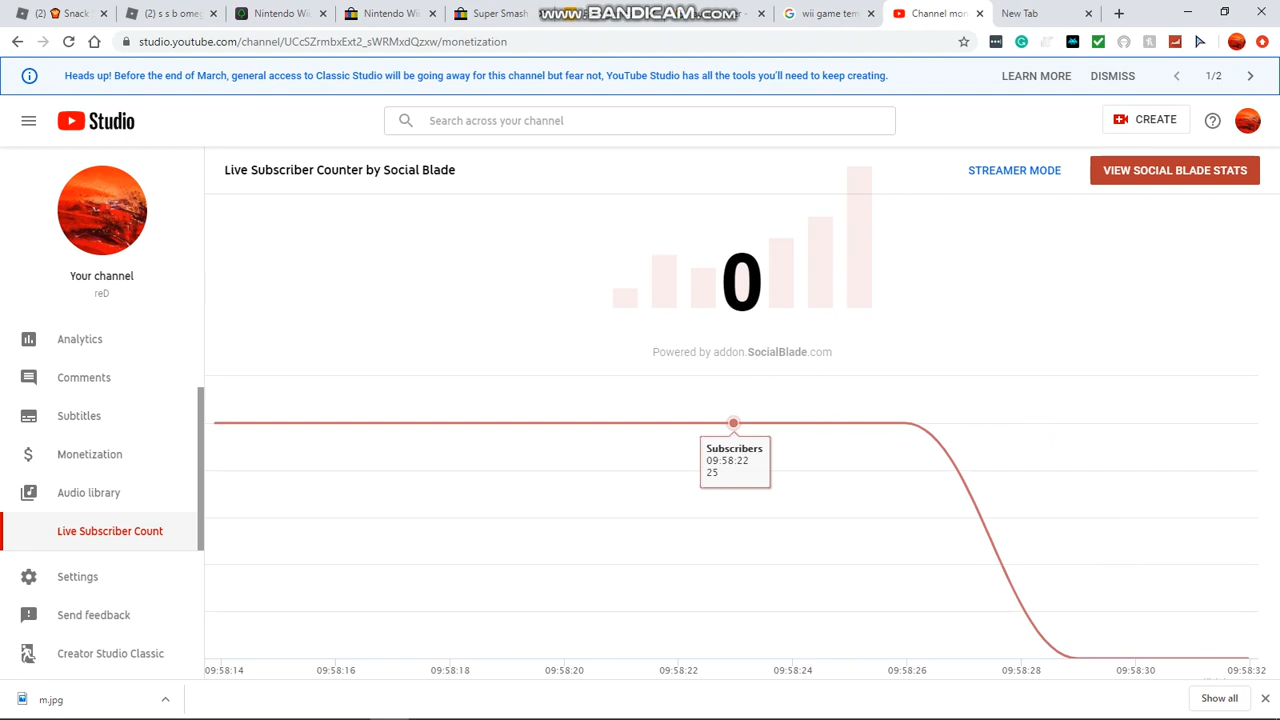 www.BANDICAM.com
(2) Snack
s s b o
Nintendo Wi
Nintendo Wi
Super Smash
wii game tem
Channel mon
New Tab
studio.youtube.com/channel/UCcSZrmbxExt2_sWRMxdQzxw/monetization
Heads up! Before the end of March, general access to Classic Studio will be going away for this channel but fear not, YouTube Studio has all the tools you'll need to keep creating.
LEARN MORE
DISMISS
1/2
Studio
Search across your channel
CREATE
Live Subscriber Counter by Social Blade
STREAMER MODE
VIEW SOCIAL BLADE STATS
0
Powered by addon.SocialBlade.com
Your channel
reD
Analytics
Comments
Subtitles
Monetization
Audio library
Live Subscriber Count
Settings
Send feedback
Creator Studio Classic
Subscribers
09:58:22
25
09:58:14
09:58:16
09:58:18
09:58:20
09:58:22
09:58:24
09:58:26
09:58:28
09:58:30
09:58:32
m.jpg
Show all